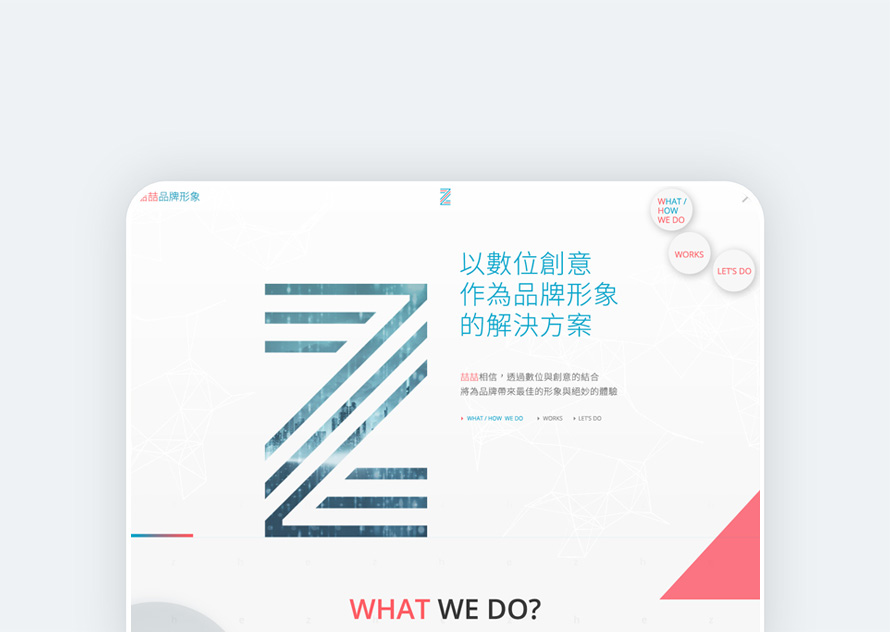 喆喆品牌形象
WHAT /
HOW
WE DO
WORKS
LET'S DO
以數位創意
作為品牌形象
的解決方案
喆喆相信，透過數位與創意的結合
將為品牌帶來最佳的形象與絕妙的體驗
WHAT / HOW WE DO WORKS LET'S DO
WHAT WE DO?